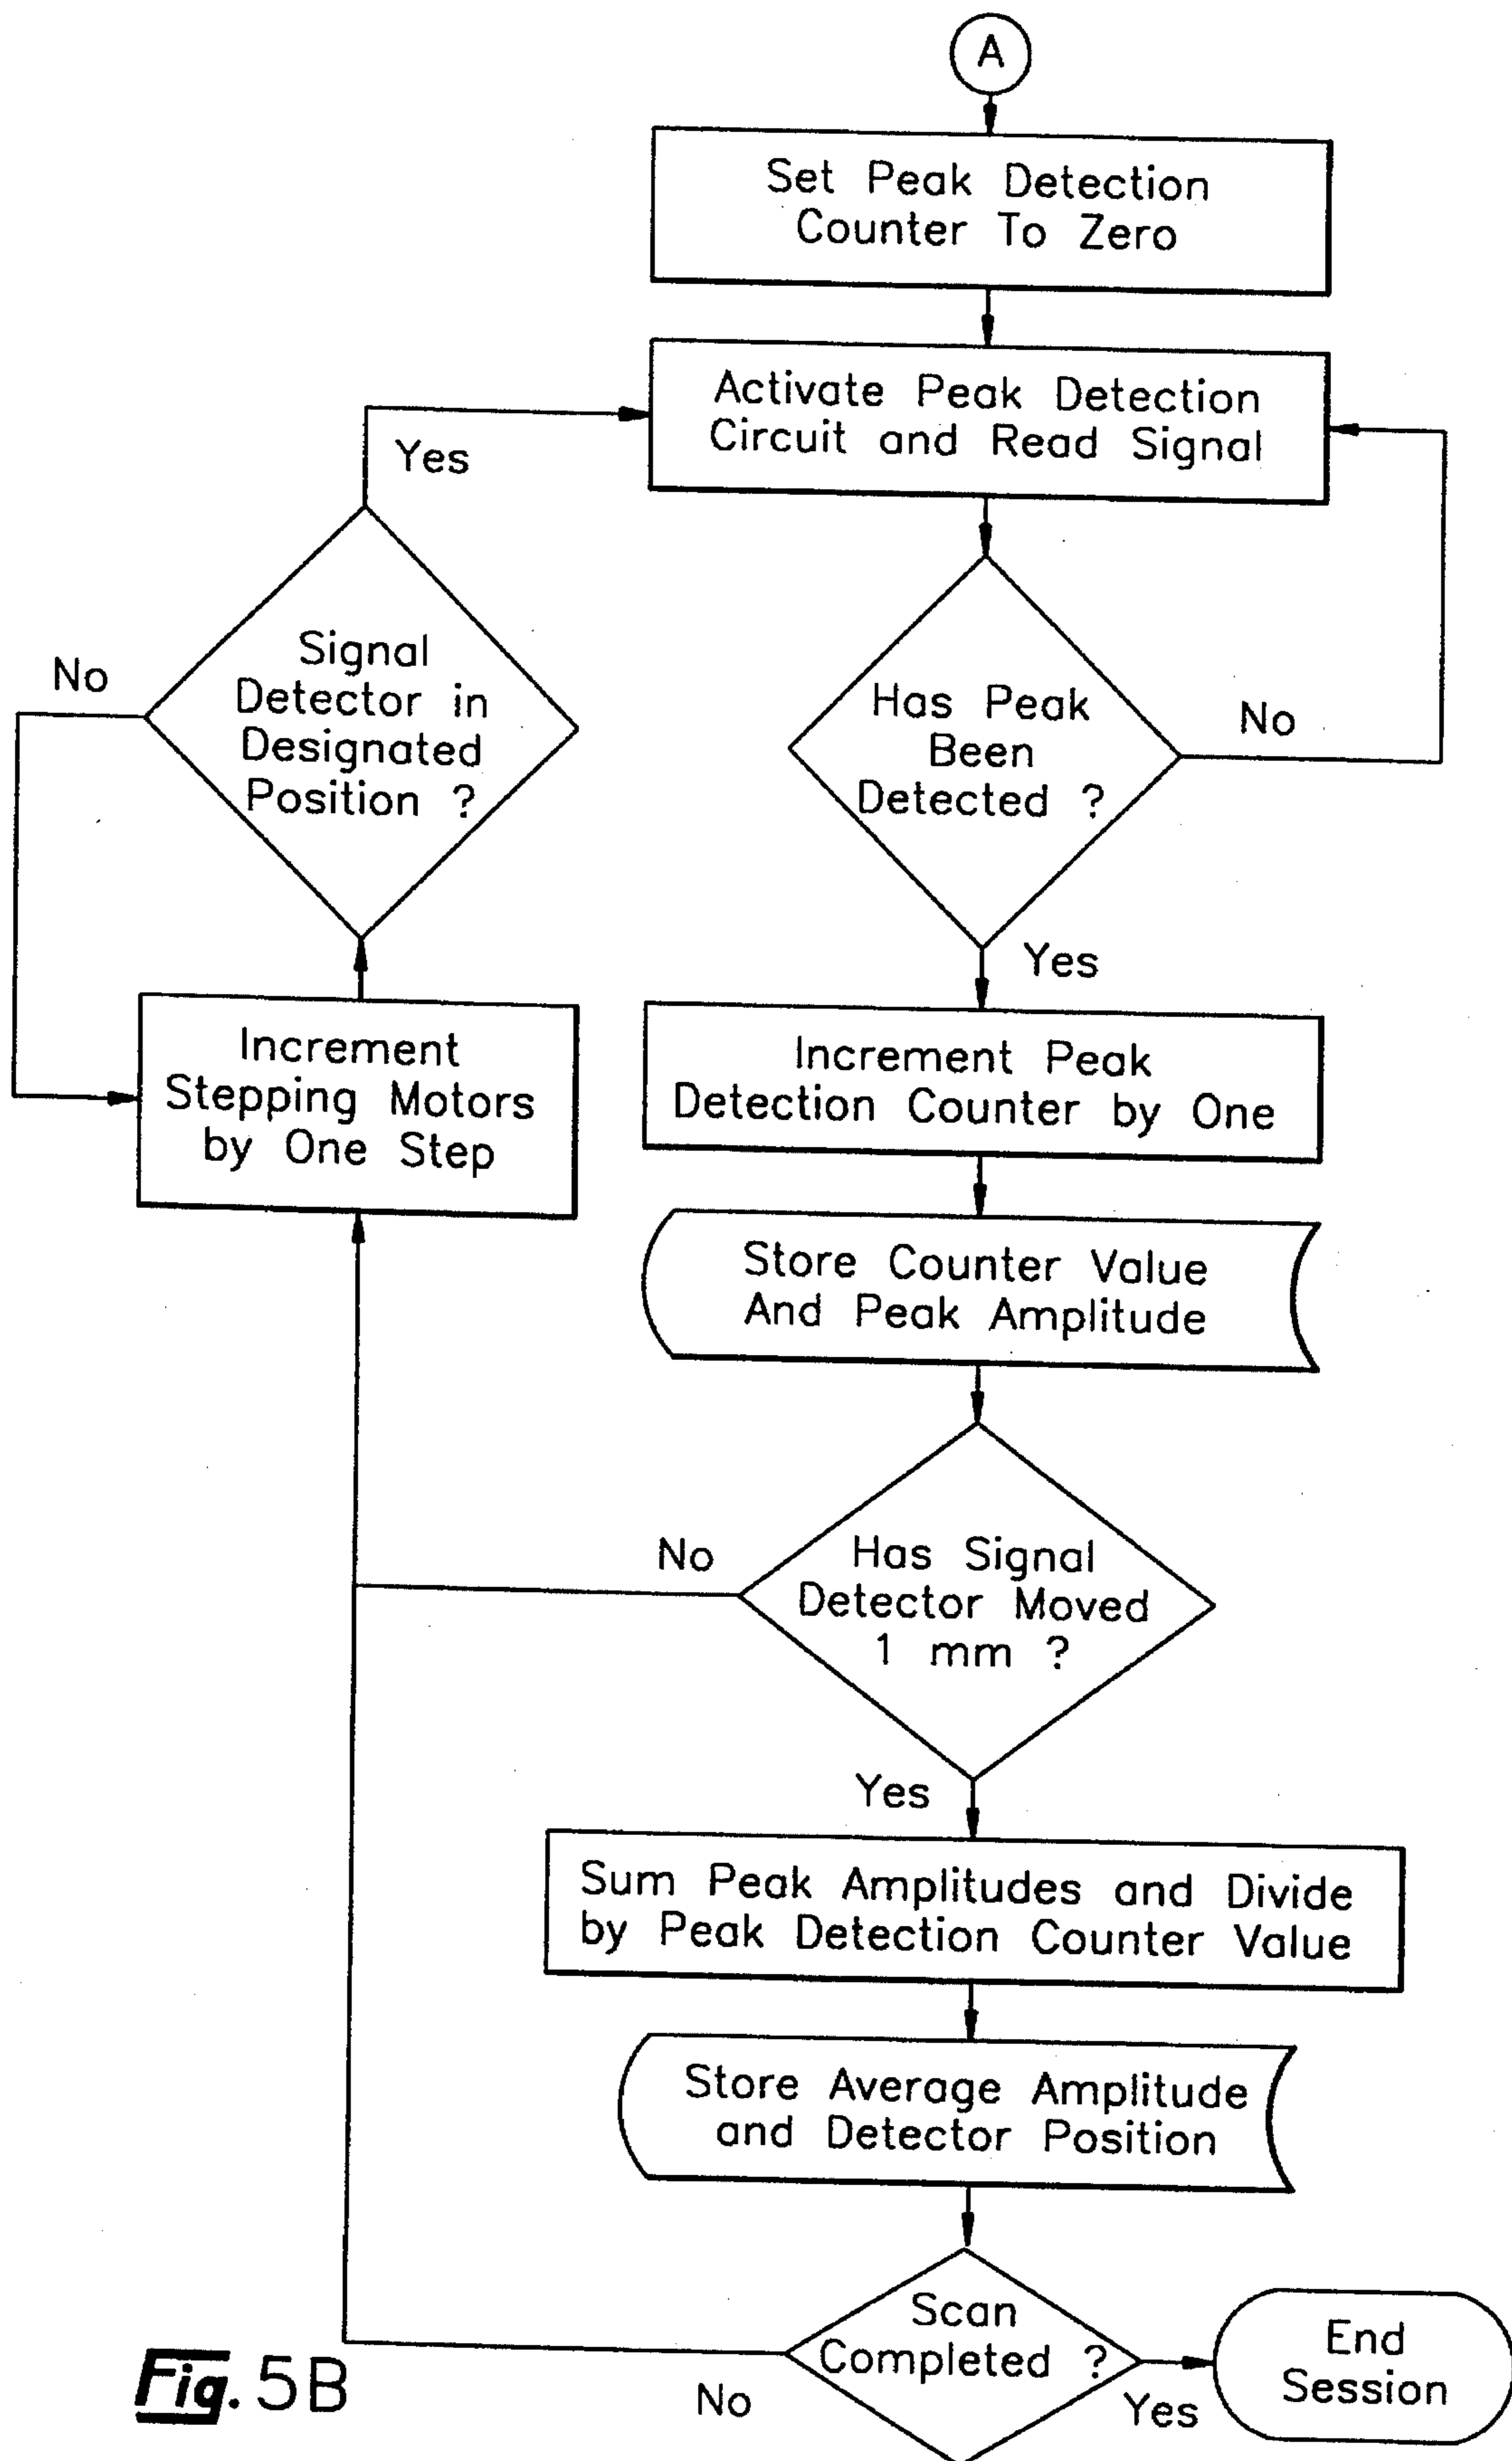 A
Set Peak Detection
Counter To Zero
Activate Peak Detection
Circuit and Read Signal
Yes
Signal
Detector in
Designated
Position ?
No
Has Peak
Been
Detected ?
No
Yes
Increment
Stepping Motors
by One Step
Increment Peak
Detection Counter by One
Store Counter Value
And Peak Amplitude
Has Signal
Detector Moved
1 mm ?
No
Yes
Sum Peak Amplitudes and Divide
by Peak Detection Counter Value
Store Average Amplitude
and Detector Position
Scan
Completed ?
No
Yes
End
Session
Fig. 5B